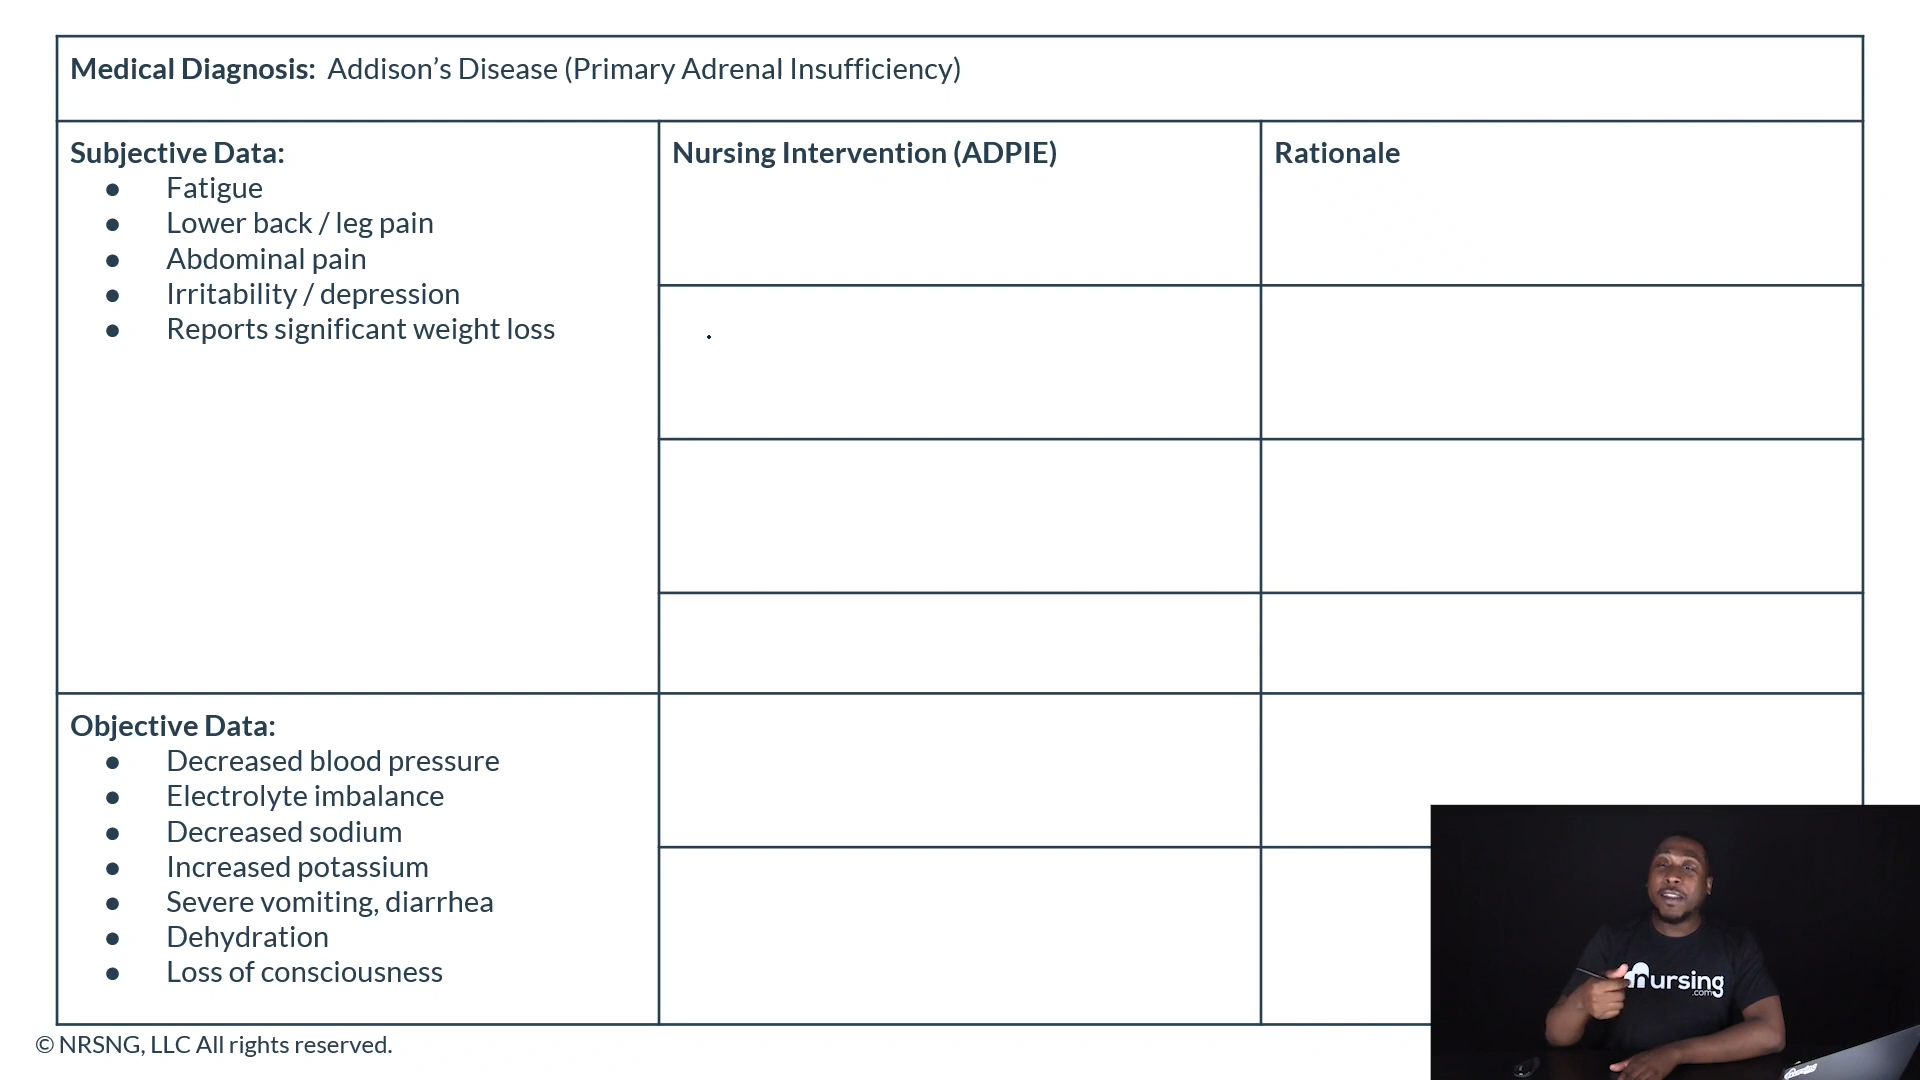 Medical Diagnosis: Addison's Disease (Primary Adrenal Insufficiency)
Subjective Data:
● Fatigue
● Lower back / leg pain
● Abdominal pain
● Irritability / depression
● Reports significant weight loss
Nursing Intervention (ADPIE)
Rationale
Objective Data:
● Decreased blood pressure
● Electrolyte imbalance
● Decreased sodium
● Increased potassium
● Severe vomiting, diarrhea
● Dehydration
● Loss of consciousness
nursing
.com
© NRSNG, LLC All rights reserved.